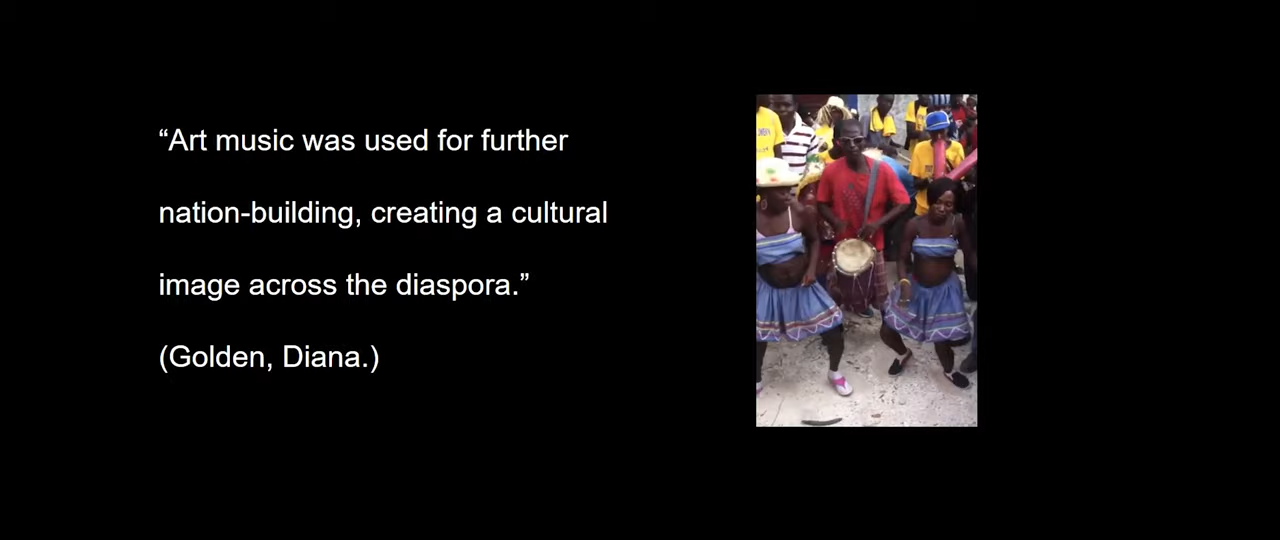 “Art music was used for further
nation-building, creating a cultural
image across the diaspora.”
(Golden, Diana.)